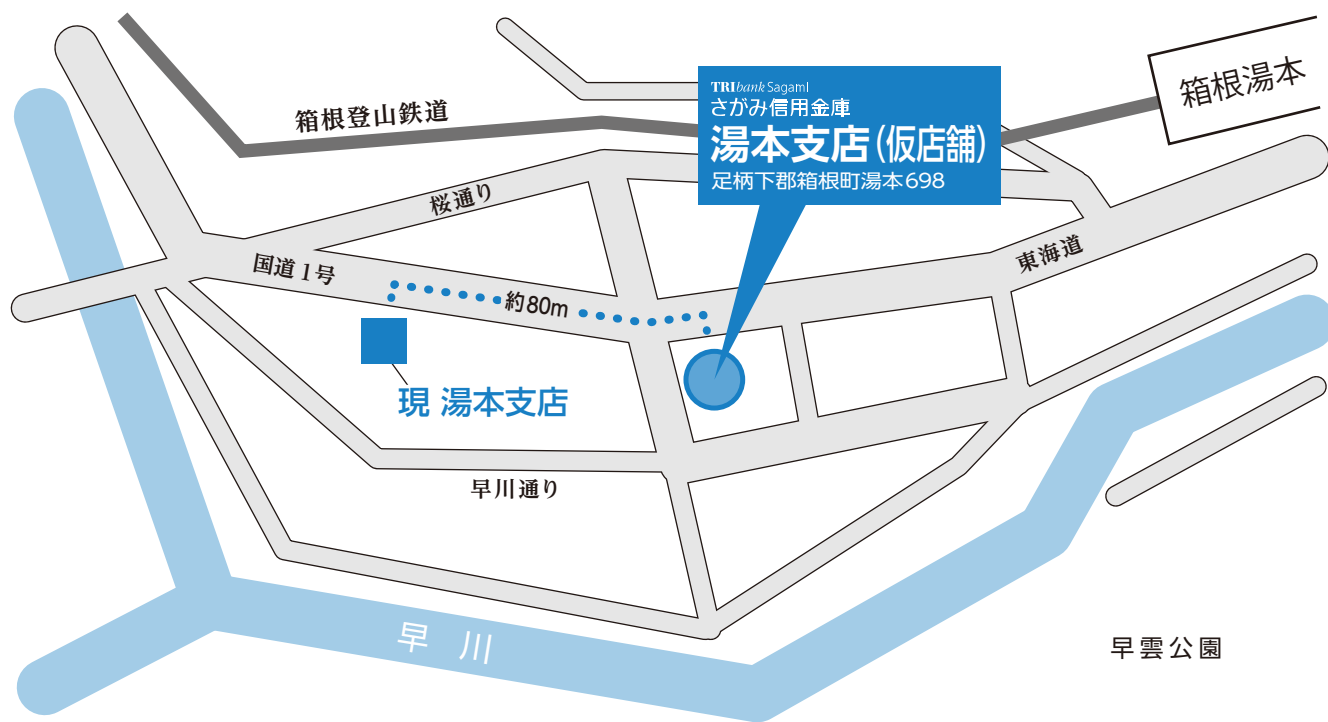 箱根湯本
TRIbank SagamI
さがみ信用金庫
湯本支店(仮店舗)
足柄下郡箱根町湯本698
箱根登山鉄道
桜通り
国道1号
東海道
約80m
現 湯本支店
早川通り
早川
早雲公園